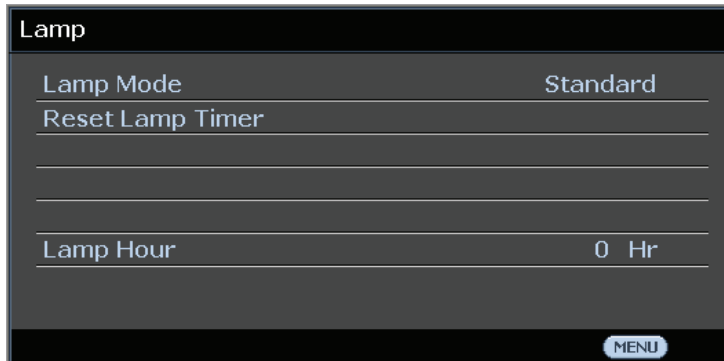 Lamp
Lamp Mode Standard
Reset Lamp Timer
Lamp Hour 0 Hr
MENU